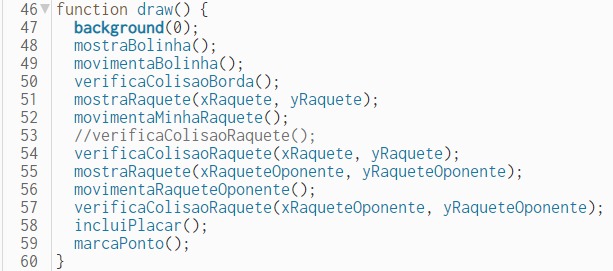 46 function draw() {
47   background(0);
48   mostraBolinha();
49   movimentaBolinha();
50   verificaColisaoBorda();
51   mostraRaquete(xRaquete, yRaquete);
52   movimentaMinhaRaquete();
53   //verificaColisaoRaquete();
54   verificaColisaoRaquete(xRaquete, yRaquete);
55   mostraRaquete(xRaqueteOponente, yRaqueteOponente);
56   movimentaRaqueteOponente();
57   verificaColisaoRaquete(xRaqueteOponente, yRaqueteOponente);
58   incluiPlacar();
59   marcaPonto();
60 }